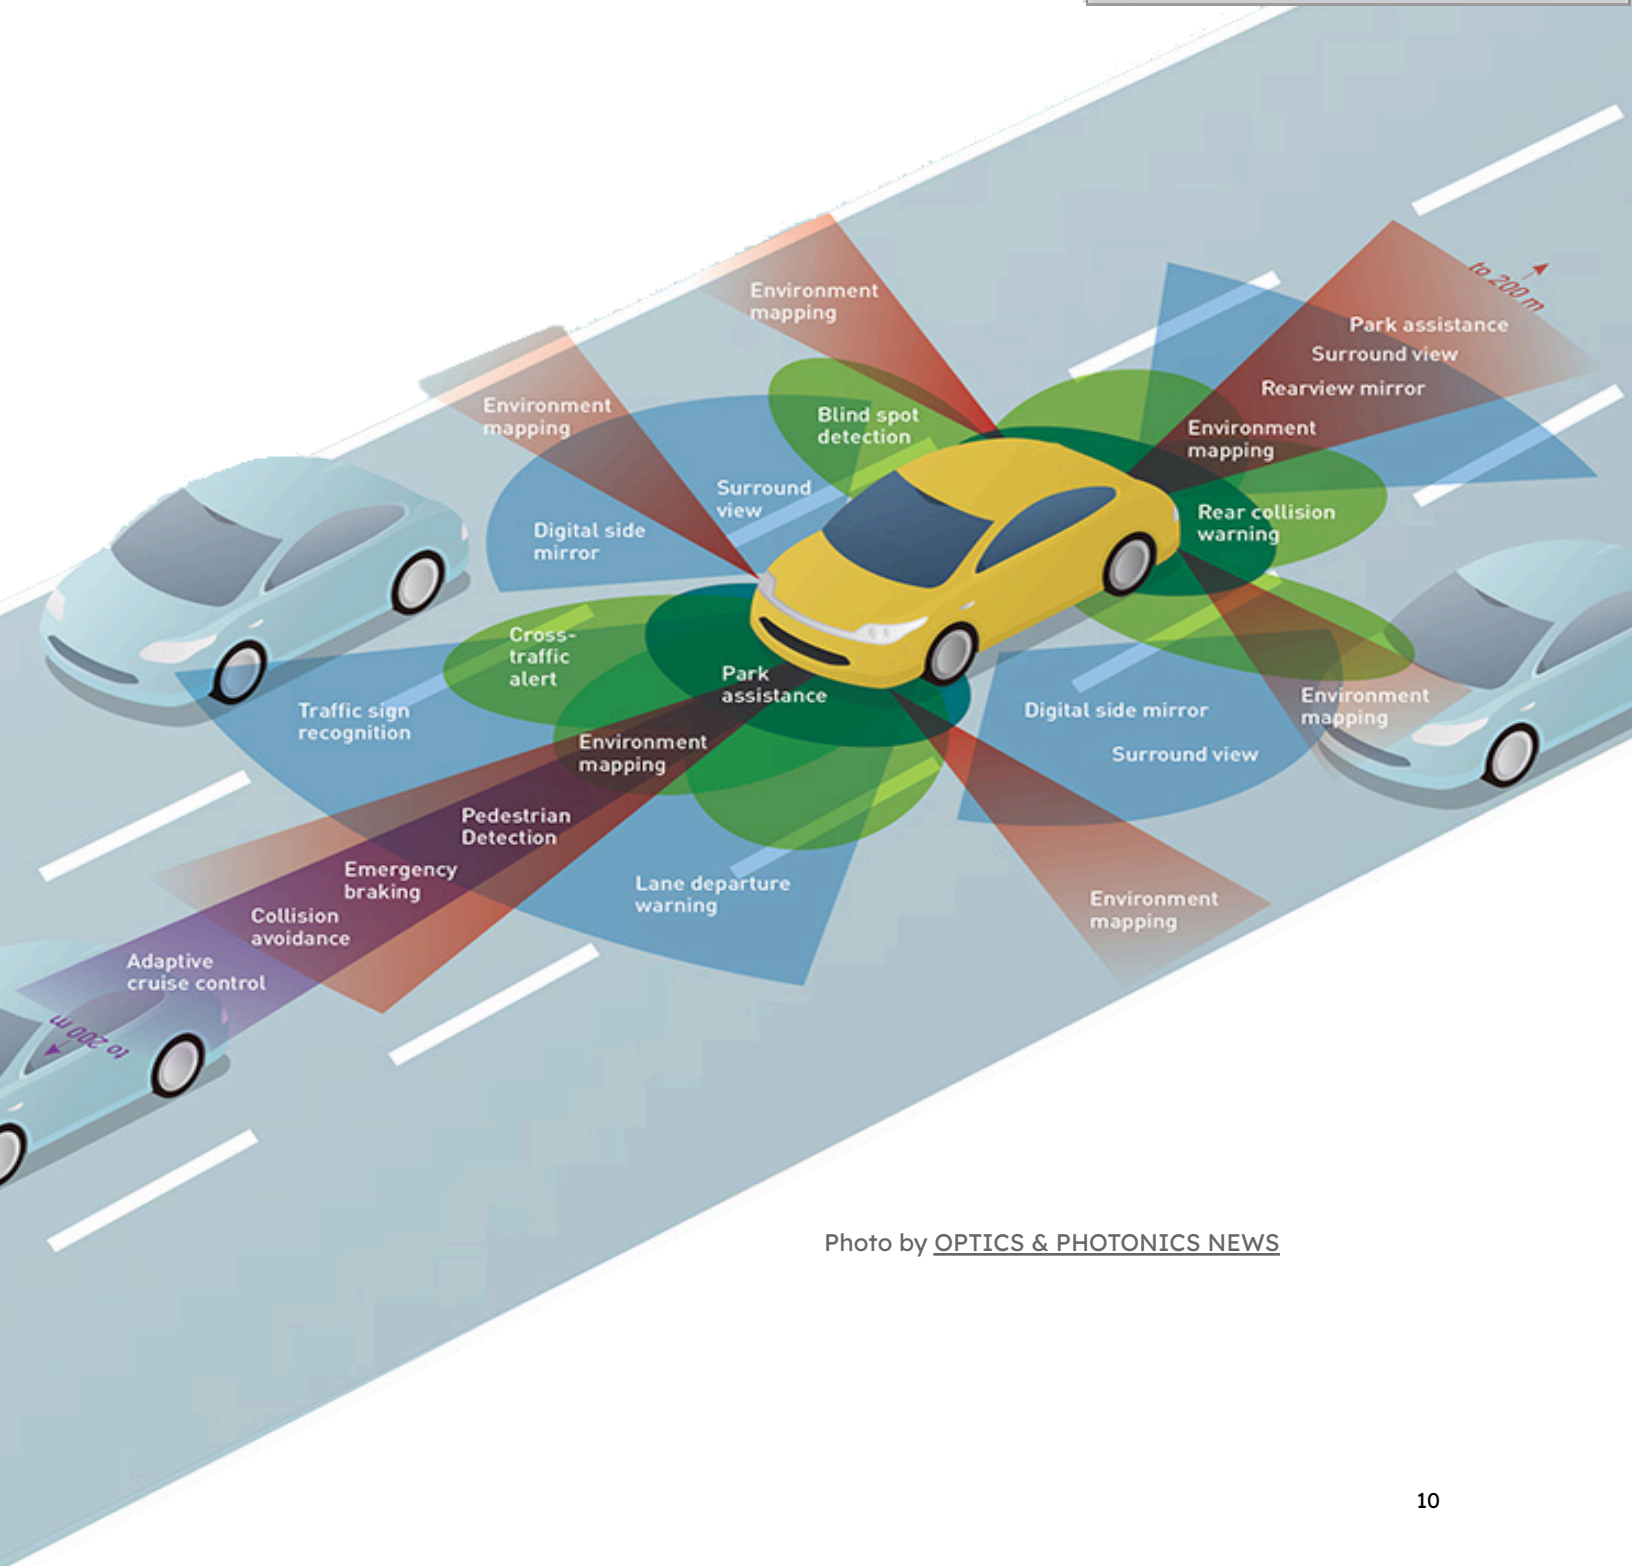 Environment
mapping
to 200 m
Park assistance
Surround view
Rearview mirror
Environment
mapping
Environment
mapping
Blind spot
detection
Surround
view
Digital side
mirror
Rear collision
warning
Cross-
traffic
alert
Park
assistance
Traffic sign
recognition
Environment
mapping
Digital side mirror
Surround view
Environment
mapping
Pedestrian
Detection
Emergency
braking
Collision
avoidance
Adaptive
cruise control
to 200 m
Lane departure
warning
Environment
mapping
Photo by OPTICS & PHOTONICS NEWS
10